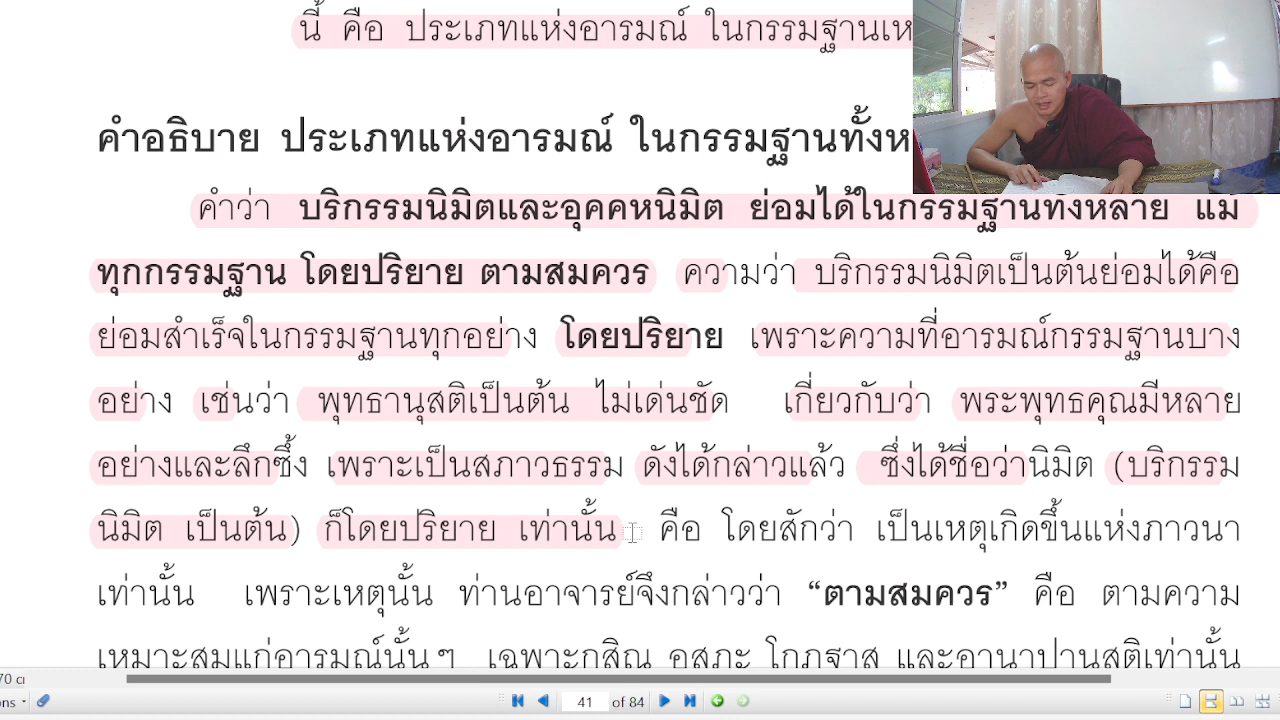 นี้ คือ ประเภทแห่งอารมณ์ ในกรรมฐานเห
คำอธิบาย ประเภทแห่งอารมณ์ ในกรรมฐานทั้งห
คำว่า บริกรรมนิมิตและอุคคหนิมิต ย่อมได้ในกรรมฐานทั้งหลาย แม้
ทุกกรรมฐาน โดยปริยาย ตามสมควร ความว่า บริกรรมนิมิตเป็นต้นย่อมได้คือ
ย่อมสำเร็จในกรรมฐานทุกอย่าง โดยปริยาย เพราะความที่อารมณ์กรรมฐานบาง
อย่าง เช่นว่า พุทธานุสติเป็นต้น ไม่เด่นชัด เกี่ยวกับว่า พระพุทธคุณมีหลาย
อย่างและลึกซึ้ง เพราะเป็นสภาวธรรม ดังได้กล่าวแล้ว ซึ่งได้ชื่อว่านิมิต (บริกรรม
นิมิต เป็นต้น) ก็โดยปริยาย เท่านั้น คือ โดยสักว่า เป็นเหตุเกิดขึ้นแห่งภาวนา
เท่านั้น เพราะเหตุนั้น ท่านอาจารย์จึงกล่าวว่า “ตามสมควร” คือ ตามความ
เหมาะสมแก่อารมณ์นั้นๆ เฉพาะกสิณ อสุภะ โกฏฐาส และอานาปานสติเท่านั้น
41 of 84